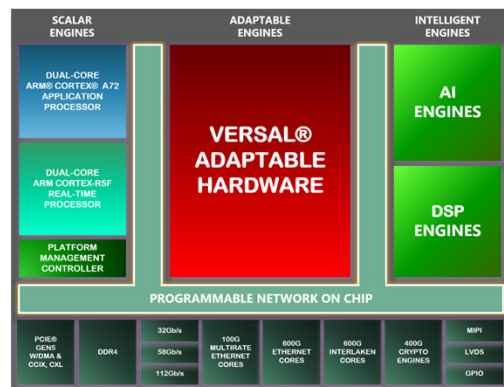 SCALAR
ENGINES
ADAPTABLE
ENGINES
INTELLIGENT
ENGINES
DUAL-CORE
ARM® CORTEX® A72
APPLICATION
PROCESSOR
DUAL-CORE
ARM CORTEX-R5F
REAL-TIME
PROCESSOR
PLATFORM
MANAGEMENT
CONTROLLER
VERSAL®
ADAPTABLE
HARDWARE
AI
ENGINES
DSP
ENGINES
PROGRAMMABLE NETWORK ON CHIP
PCIE®
GEN5
W/DMA &
CCIX, CXL
DDR4
32Gb/s
58Gb/s
112Gb/s
100G
MULTIRATE
ETHERNET
CORES
600G
ETHERNET
CORES
600G
INTERLAKEN
CORES
400G
CRYPTO
ENGINES
MIPI
LVDS
GPIO